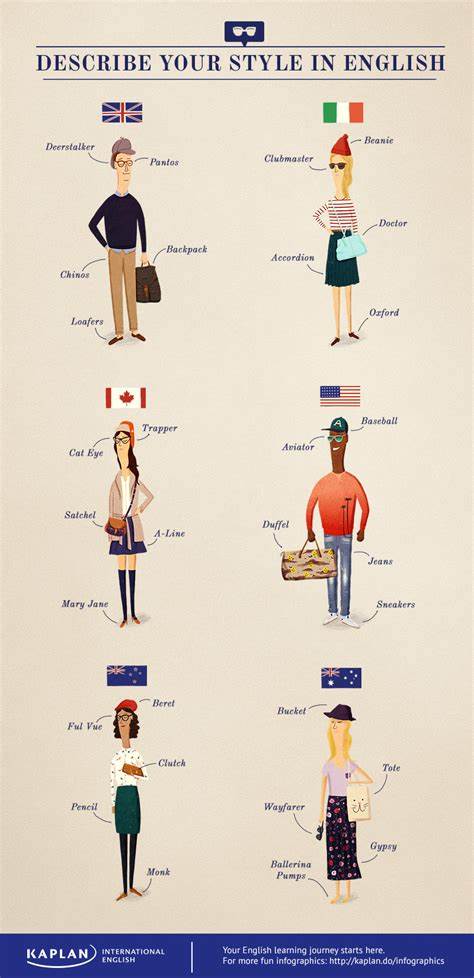 DESCRIBE YOUR STYLE IN ENGLISH
Deerstalker
Pantos
Backpack
Chinos
Loafers
Beanie
Clubmaster
Doctor
Accordion
Oxford
Trapper
Cat Eye
Satchel
A-Line
Mary Jane
Baseball
Aviator
A
Duffel
Jeans
Sneakers
Beret
Ful Vue
Clutch
Pencil
Monk
Bucket
Tote
Wayfarer
Gypsy
Ballerina
Pumps
KAPLAN
INTERNATIONAL
ENGLISH
Your English learning journey starts here.
For more fun infographics: http://kaplan.do/infographics